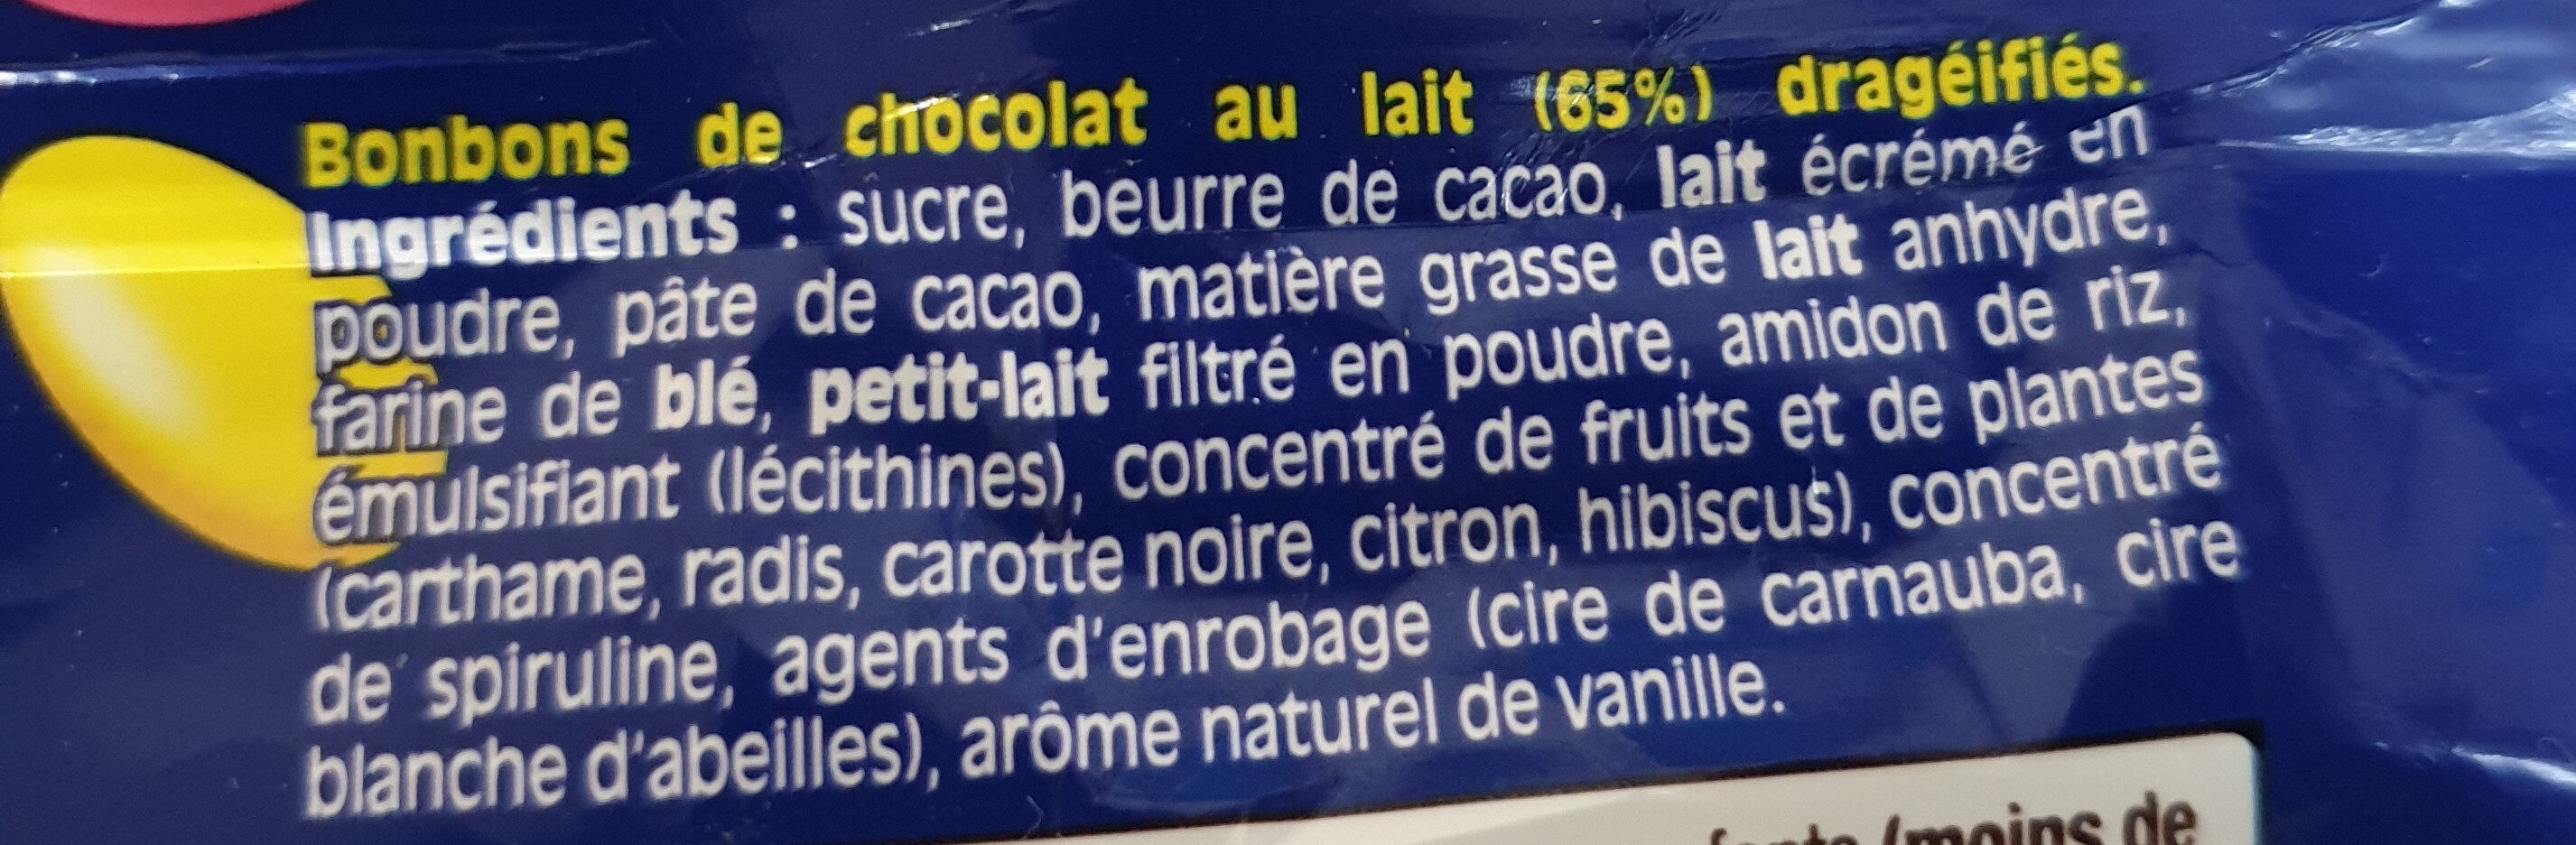 Bonbons de chocolat au lait (65%) dragéifiés.
Ingrédients : sucre, beurre de cacao, lait écrémé en
poudre, pâte de cacao, matière grasse de lait anhydre,
farine de blé, petit-lait filtré en poudre, amidon de riz,
émulsifiant (lécithines), concentré de fruits et de plantes
(carthame, radis, carotte noire, citron, hibiscus), concentré
de spiruline, agents d'enrobage (cire de carnauba, cire
blanche d'abeilles), arôme naturel de vanille.
(moins de